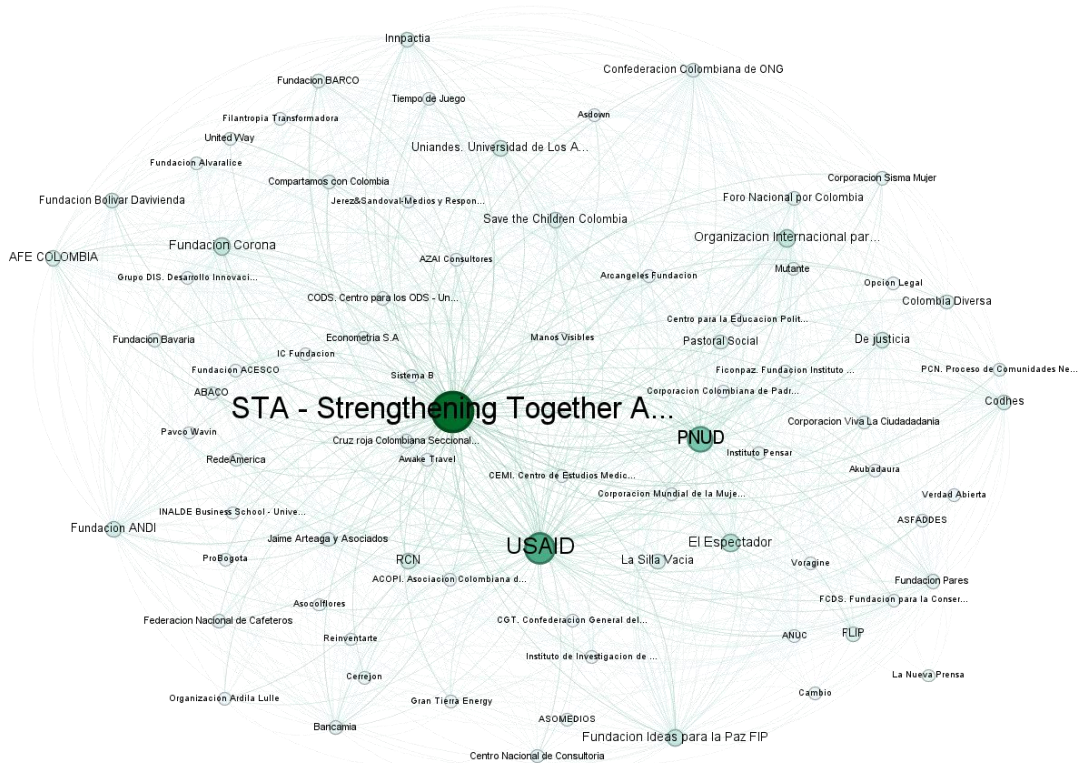 Innpactia
Confederacion Colombiana de ONG
Fundacion BARCO
Tiempo de Juego
Asdown
Filantropia Transformadora
United Way
Uniandes. Universidad de Los A...
Fundacion Alvaralice
Compartamos con Colombia
Corporacion Sisma Mujer
Fundacion Bolivar Davivienda
Jerez&Sandoval-Medios y Respon...
Foro Nacional por Colombia
Save the Children Colombia
Organizacion Internacional par...
Fundacion Corona
AFE COLOMBIA
AZAI Consultores
Mutante
Grupo DIS. Desarrollo Innovaci...
Arcangeles Fundacion
Opcion Legal
CODS. Centro para los ODS - Un...
Colombia Diversa
Centro para la Educacion Polit...
Fundacion Bavaria
Econometria S.A
Manos Visibles
Pastoral Social
De justicia
IC Fundacion
Fundacion ACESCO
Sistema B
Ficonpaz. Fundacion Instituto ...
PCN. Proceso de Comunidades Ne...
ABACO
Corporacion Colombiana de Padr...
Codhes
STA - Strengthening Together A...
Corporacion Viva La Ciudadadania
Pavco Wavin
Cruz roja Colombiana Seccional...
PNUD
Instituto Pensar
RedeAmerica
Awake Travel
Akubadaura
CEMI. Centro de Estudios Medic...
Corporacion Mundial de la Muje...
Verdad Abierta
INALDE Business School - Unive...
ASFADDES
Fundacion ANDI
Jaime Arteaga y Asociados
USAID
El Espectador
ProBogota
RCN
La Silla Vacia
Voragine
ACOPI. Asociacion Colombiana d...
Fundacion Pares
Asocolflores
FCDS. Fundacion para la Conser...
Federacion Nacional de Cafeteros
CGT. Confederacion General del...
Reinventarte
ANUC
FLIP
Instituto de Investigacion de ...
Cerrejon
La Nueva Prensa
Organizacion Ardila Lulle
Gran Tierra Energy
Cambio
Bancamia
ASOMEDIOS
Fundacion Ideas para la Paz FIP
Centro Nacional de Consultoria